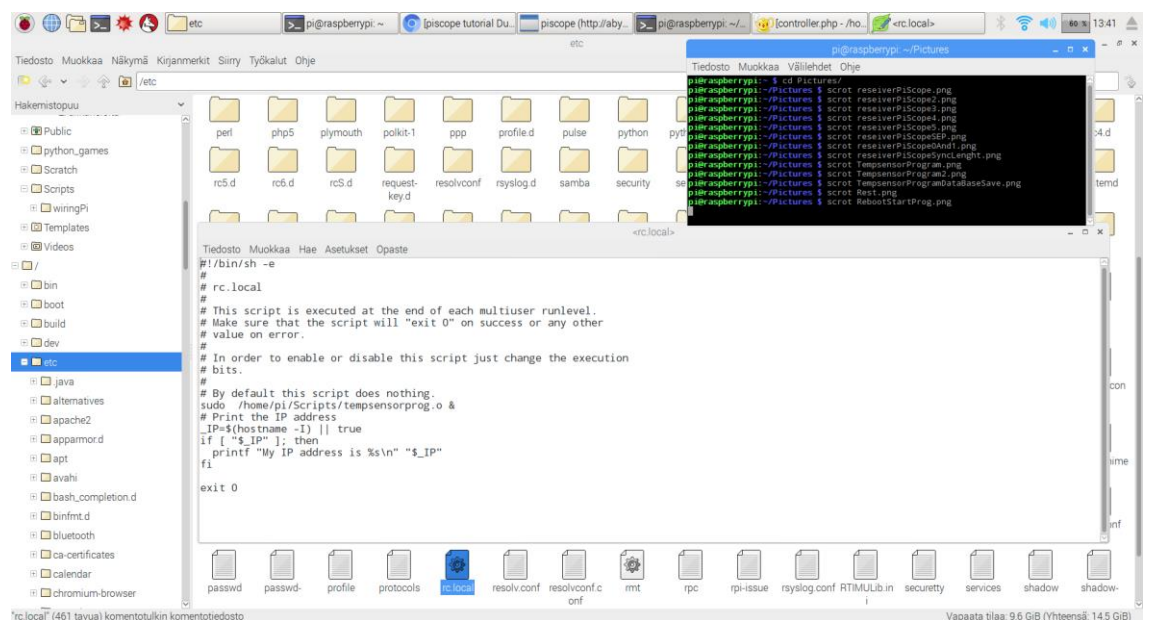 etc
pi@raspberrypi: ~
[piscope tutorial Du...
piscope (http://aby...
pi@raspberrypi: ~/...
[controller.php - /ho...
<rc.local>
60 %
13:41
etc
Tiedosto Muokkaa Näkymä Kirjanmerkit Siirry Työkalut Ohje
/etc
Hakemistopuu
Public
python_games
Scratch
Scripts
wiringPi
Templates
Videos
/
bin
boot
build
dev
etc
.java
alternatives
apache2
apparmor.d
apt
avahi
bash_completion.d
binfmt.d
bluetooth
ca-certificates
calendar
chromium-browser
perl php5 plymouth polkit-1 ppp profile.d pulse python
rc5.d rc6.d rcS.d request-key.d resolvconf rsyslog.d samba security
pi@raspberrypi: ~/Pictures
Tiedosto Muokkaa Välilehdet Ohje
pi@raspberrypi:~ $ cd Pictures/
pi@raspberrypi:~/Pictures $ scrot reseiverPiScope.png
pi@raspberrypi:~/Pictures $ scrot reseiverPiScope2.png
pi@raspberrypi:~/Pictures $ scrot reseiverPiScope3.png
pi@raspberrypi:~/Pictures $ scrot reseiverPiScope4.png
pi@raspberrypi:~/Pictures $ scrot reseiverPiScope5.png
pi@raspberrypi:~/Pictures $ scrot reseiverPiScopeSEP.png
pi@raspberrypi:~/Pictures $ scrot reseiverPiScope0And1.png
pi@raspberrypi:~/Pictures $ scrot reseiverPiScopeSyncLenght.png
pi@raspberrypi:~/Pictures $ scrot TempsensorProgram.png
pi@raspberrypi:~/Pictures $ scrot TempsensorProgram2.png
pi@raspberrypi:~/Pictures $ scrot TempsensorProgramDataBaseSave.png
pi@raspberrypi:~/Pictures $ scrot Rest.png
pi@raspberrypi:~/Pictures $ scrot RebootStartProg.png
<rc.local>
Tiedosto Muokkaa Hae Asetukset Opaste
#!/bin/sh -e
#
# rc.local
#
# This script is executed at the end of each multiuser runlevel.
# Make sure that the script will "exit 0" on success or any other
# value on error.
#
# In order to enable or disable this script just change the execution
# bits.
#
# By default this script does nothing.
sudo /home/pi/Scripts/tempsensorprog.o &
# Print the IP address
_IP=$(hostname -I) || true
if [ "$_IP" ]; then
printf "My IP address is %s\n" "$_IP"
fi
exit 0
passwd passwd- profile protocols rc.local resolv.conf resolvconf.conf rmt rpc rpi-issue rsyslog.conf RTIMULib.ini securetty services shadow shadow-
"rc.local" (461 tavua) komentotulkin komentotiedosto
Vapaata tilaa: 9,6 GiB (Yhteensä: 14,5 GiB)